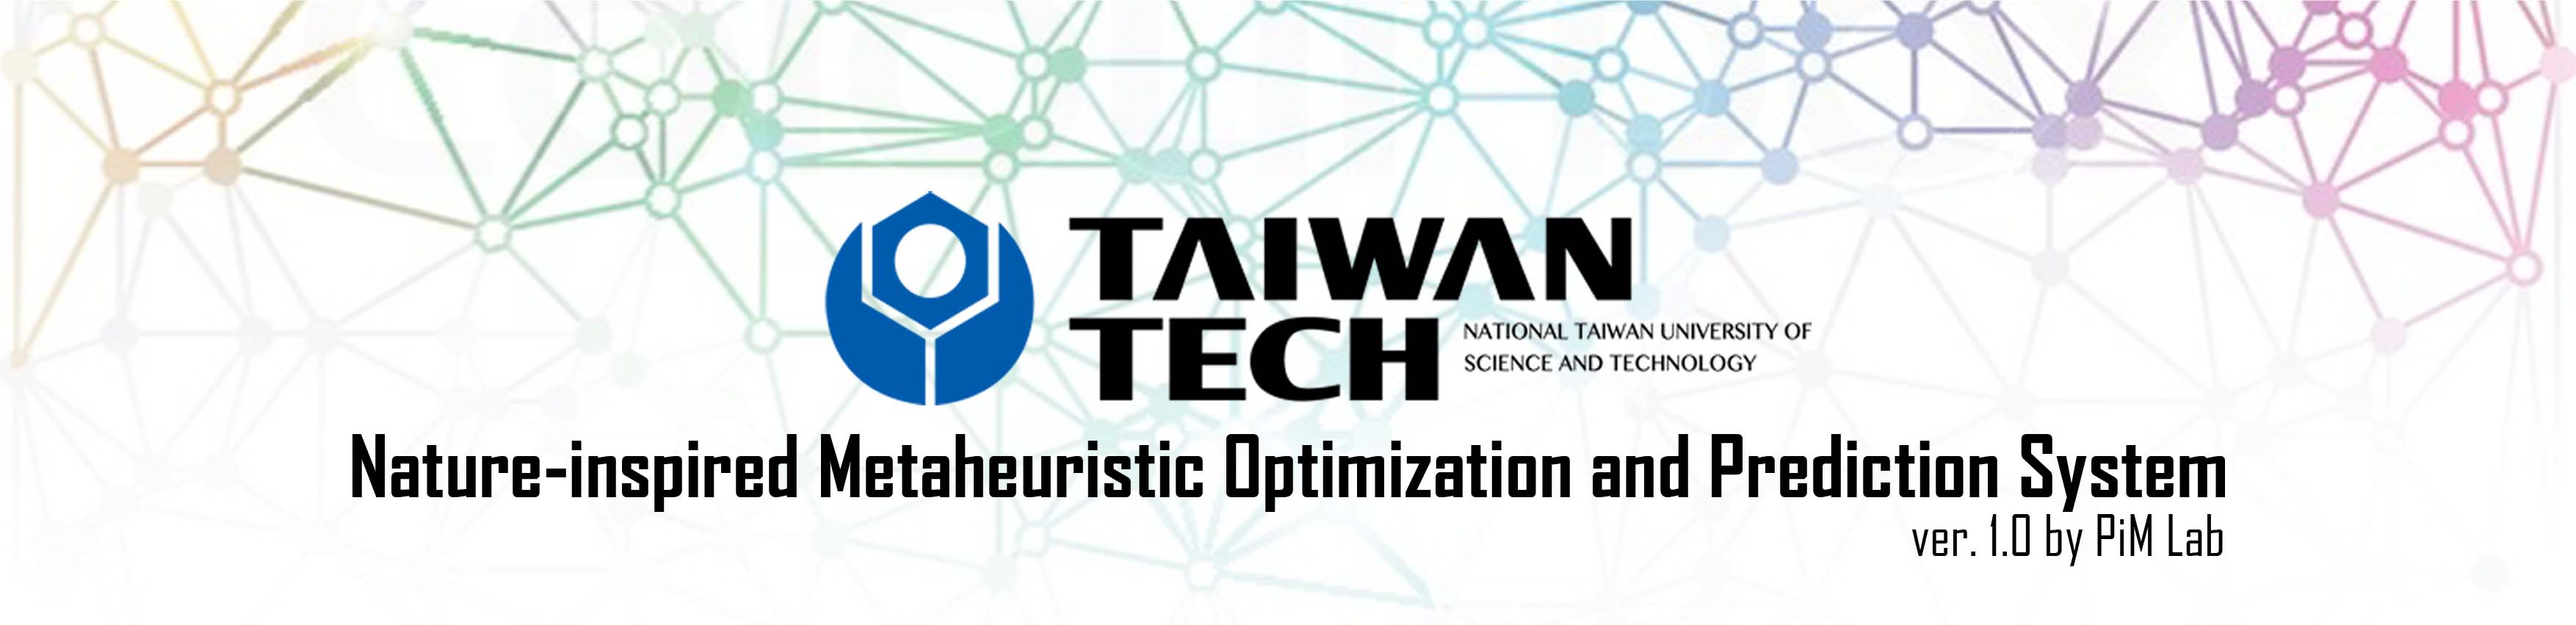 TAIWAN
TECH
NATIONAL TAIWAN UNIVERSITY OF
SCIENCE AND TECHNOLOGY
Nature-inspired Metaheuristic Optimization and Prediction System
ver. 1.0 by PiM Lab